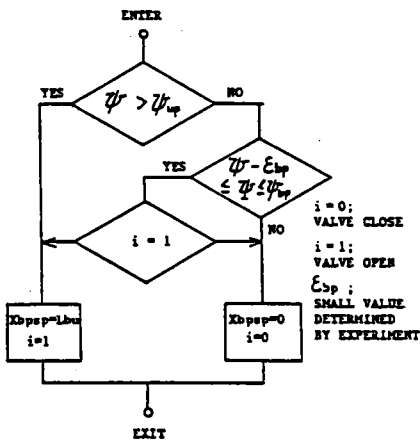 ENTER
ψ > ψup
YES
NO
YES
ψ - εbp
≤ ψ ≤ ψbp
NO
i = 1
i = 0;
VALVE CLOSE
i = 1;
VALVE OPEN
εbp ;
SMALL VALUE
DETERMINED
BY EXPERIMENT
Xbpsp=Lbu
i=1
Xbpsp=0
i=0
EXIT